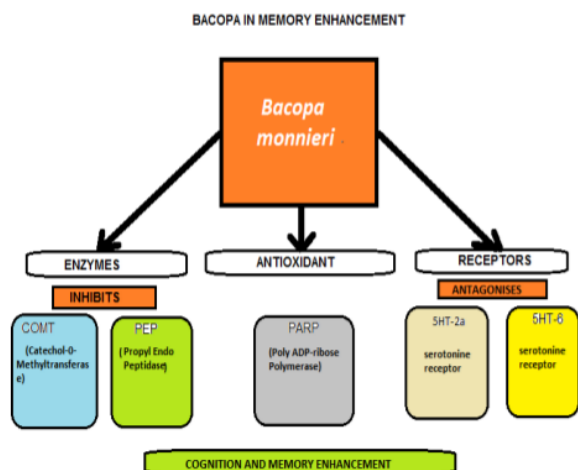 BACOPA IN MEMORY ENHANCEMENT
Bacopa
monnieri
ENZYMES
ANTIOXIDANT
RECEPTORS
INHIBITS
ANTAGONISES
COMT
(Catechol-0-
Methyltransferas
e)
PEP
(Propyl Endo
Peptidase)
PARP
(Poly ADP-ribose
Polymerase)
5HT-2a
serotonine
receptor
5HT-6
serotonine
receptor
COGNITION AND MEMORY ENHANCEMENT